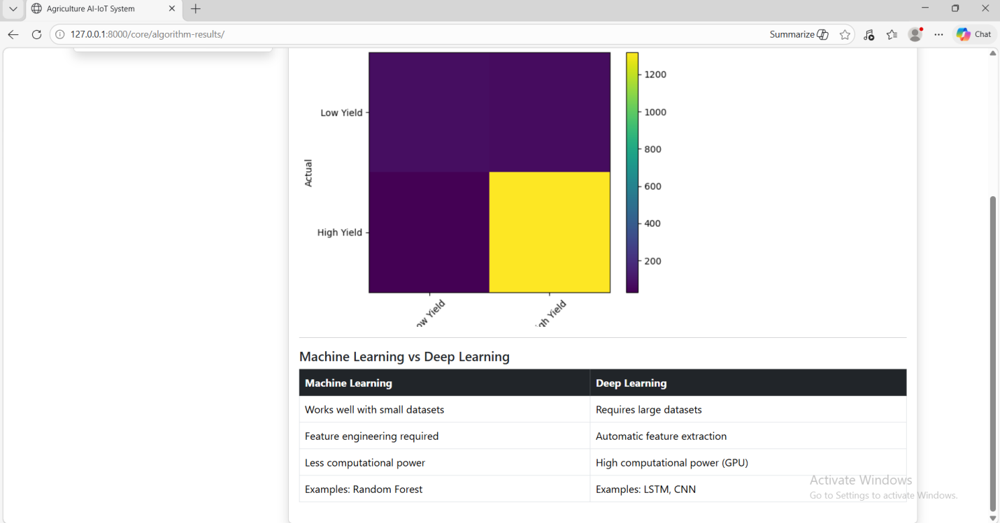 Agriculture AI-IoT System
127.0.0.1:8000/core/algorithm-results/
Summarize
Chat
1200
1000
800
600
400
200
Low Yield
Actual
High Yield
ow Yield
gh Yield
Machine Learning vs Deep Learning
Machine Learning Deep Learning
Works well with small datasets Requires large datasets
Feature engineering required Automatic feature extraction
Less computational power High computational power (GPU)
Examples: Random Forest Examples: LSTM, CNN
Activate Windows
Go to Settings to activate Windows.